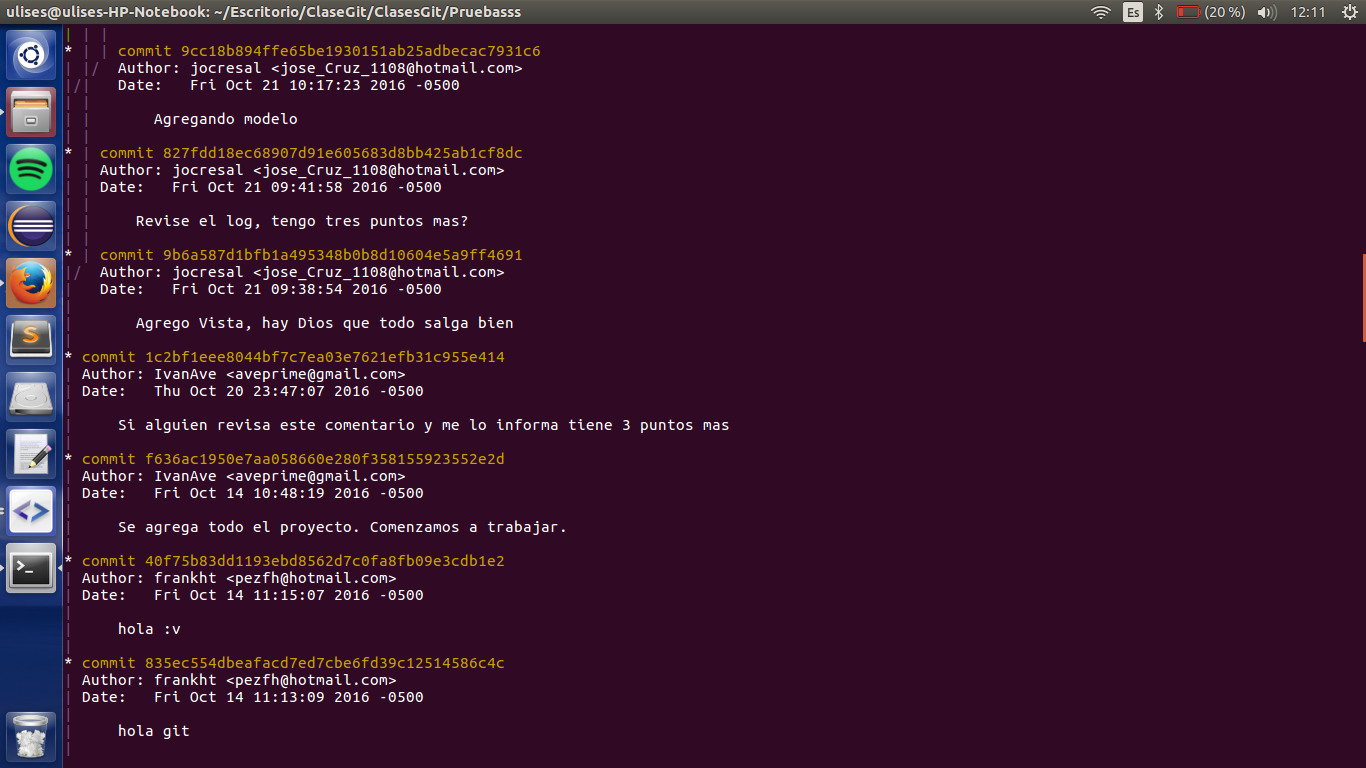 ulises@ulises-HP-Notebook: ~/Escritorio/ClaseGit/ClasesGit/Pruebasss Es (20 %) 12:11
* | | commit 9cc18b894ffe65be1930151ab25adbecac7931c6
Author: jocresal <jose_Cruz_1108@hotmail.com>
Date: Fri Oct 21 10:17:23 2016 -0500
Agregando modelo
* | commit 827fdd18ec68907d91e605683d8bb425ab1cf8dc
Author: jocresal <jose_Cruz_1108@hotmail.com>
Date: Fri Oct 21 09:41:58 2016 -0500
Revise el log, tengo tres puntos mas?
* | commit 9b6a587d1bfb1a495348b0b8d10604e5a9ff4691
Author: jocresal <jose_Cruz_1108@hotmail.com>
Date: Fri Oct 21 09:38:54 2016 -0500
Agrego Vista, hay Dios que todo salga bien
* commit 1c2bf1eee8044bf7c7ea03e7621efb31c955e414
Author: IvanAve <aveprime@gmail.com>
Date: Thu Oct 20 23:47:07 2016 -0500
Si alguien revisa este comentario y me lo informa tiene 3 puntos mas
* commit f636ac1950e7aa058660e280f358155923552e2d
Author: IvanAve <aveprime@gmail.com>
Date: Fri Oct 14 10:48:19 2016 -0500
Se agrega todo el proyecto. Comenzamos a trabajar.
* commit 40f75b83dd1193ebd8562d7c0fa8fb09e3cdb1e2
Author: frankht <pezfh@hotmail.com>
Date: Fri Oct 14 11:15:07 2016 -0500
hola :v
* commit 835ec554dbeafacd7ed7cbe6fd39c12514586c4c
Author: frankht <pezfh@hotmail.com>
Date: Fri Oct 14 11:13:09 2016 -0500
hola git